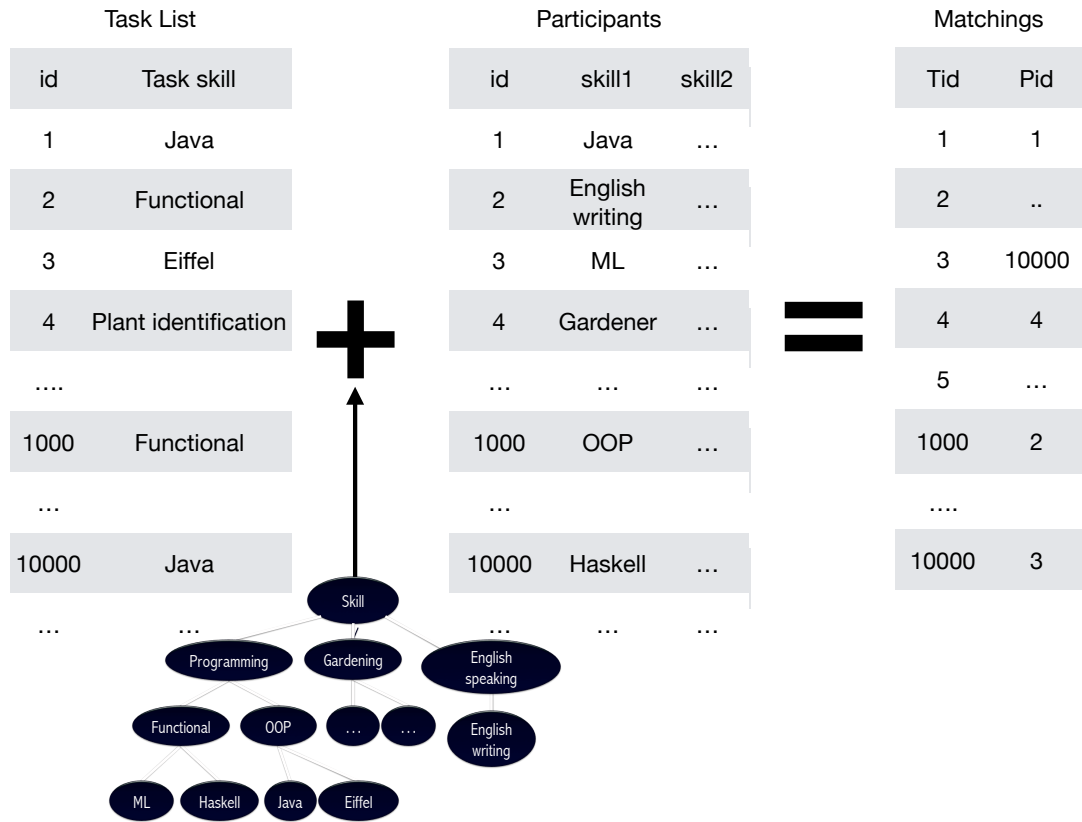 Task List
id Task skill
1 Java
2 Functional
3 Eiffel
4 Plant identification
....
1000 Functional
...
10000 Java
... ...
Participants
id skill1 skill2
1 Java ...
2 English writing ...
3 ML ...
4 Gardener ...
... ... ...
1000 OOP ...
...
10000 Haskell ...
... ... ...
Matchings
Tid Pid
1 1
2 ..
3 10000
4 4
5 ...
1000 2
....
10000 3
Skill
Programming Gardening English speaking
Functional OOP ... ... English writing
ML Haskell Java Eiffel